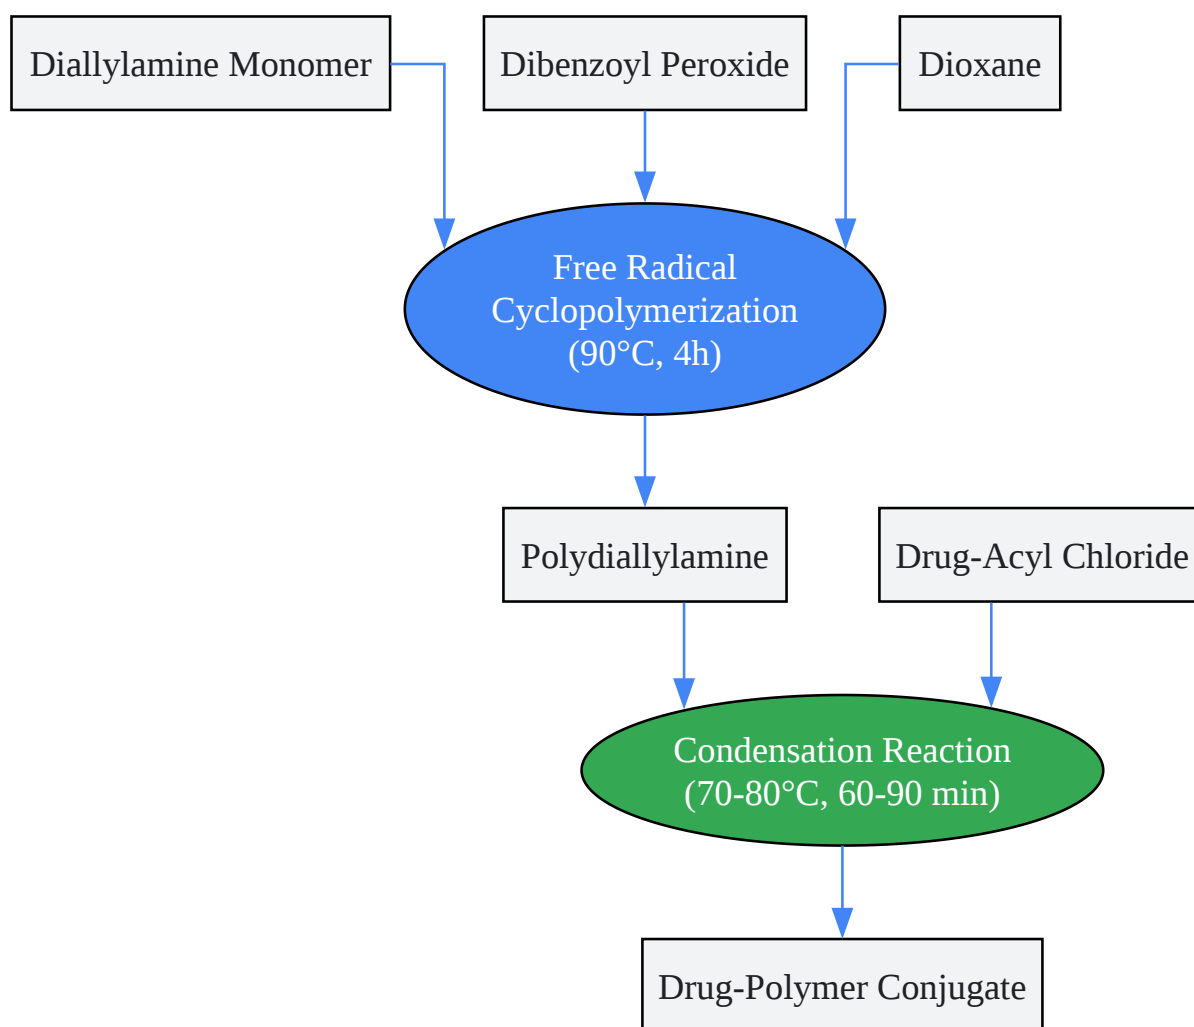 Diallylamine Monomer
Dibenzoyl Peroxide
Dioxane
Free Radical
Cyclopolymerization
(90°C, 4h)
Polydiallylamine
Drug-Acyl Chloride
Condensation Reaction
(70-80°C, 60-90 min)
Drug-Polymer Conjugate